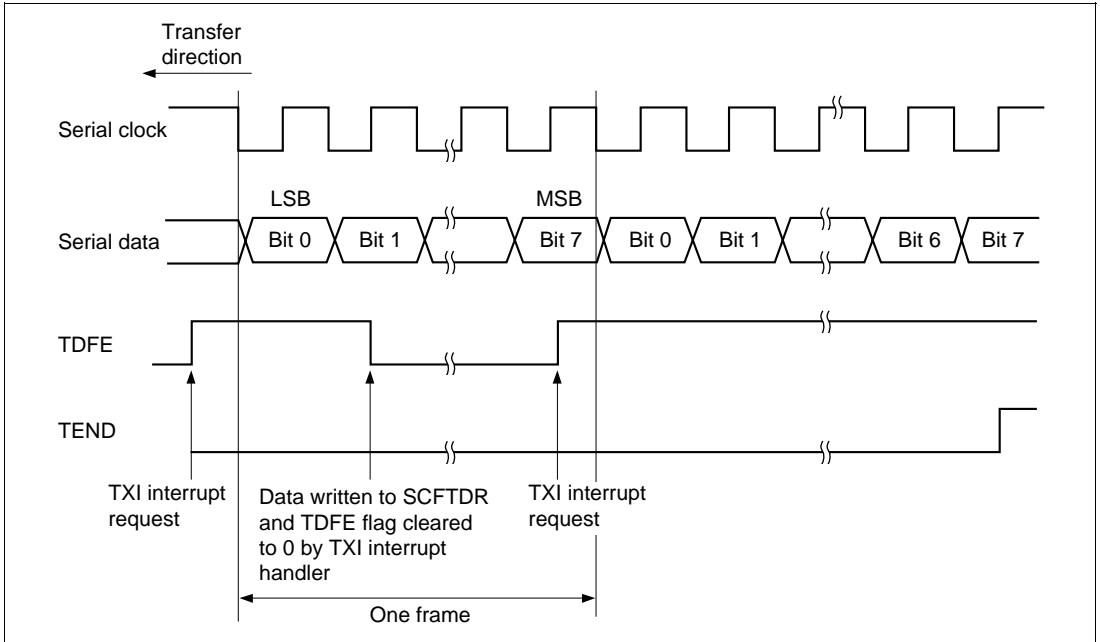 Transfer
direction
Serial clock
LSB
MSB
Serial data
Bit 0
Bit 1
Bit 7
Bit 0
Bit 1
Bit 6
Bit 7
TDFE
TEND
TXI interrupt
request
Data written to SCFTDR
and TDFE flag cleared
to 0 by TXI interrupt
handler
TXI interrupt
request
One frame